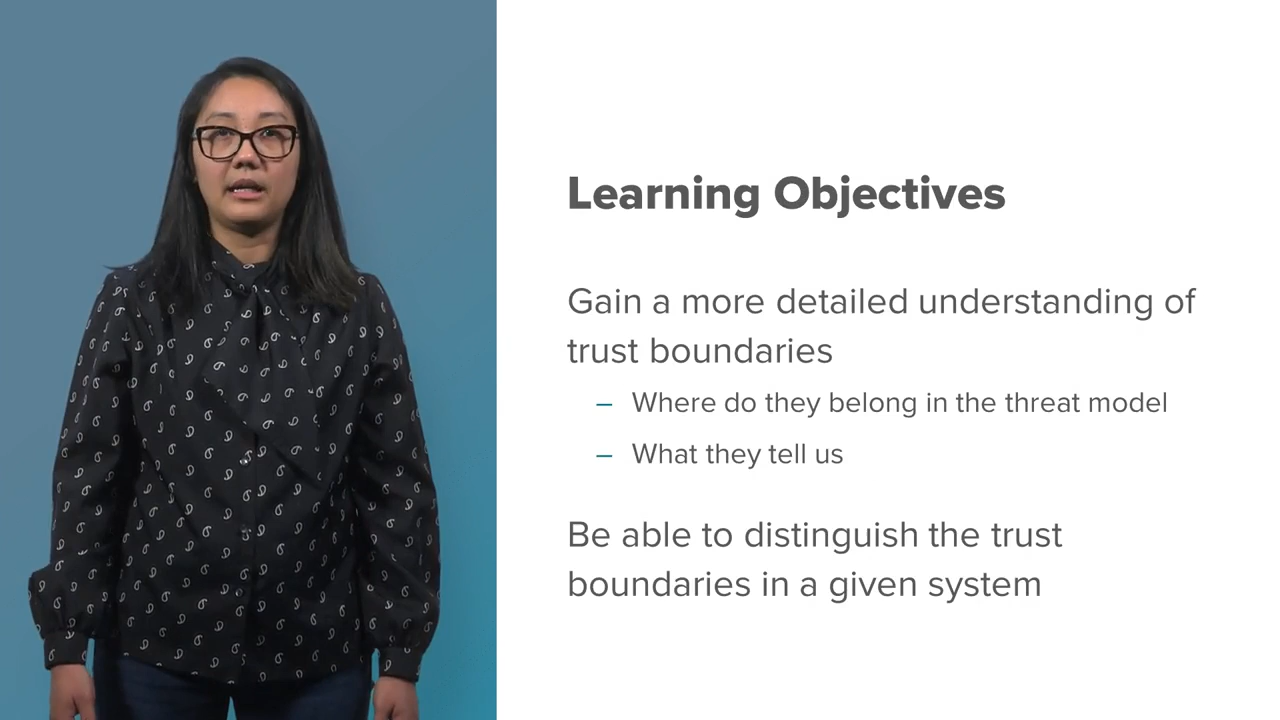 Learning Objectives
Gain a more detailed understanding of
trust boundaries
– Where do they belong in the threat model
– What they tell us
Be able to distinguish the trust
boundaries in a given system